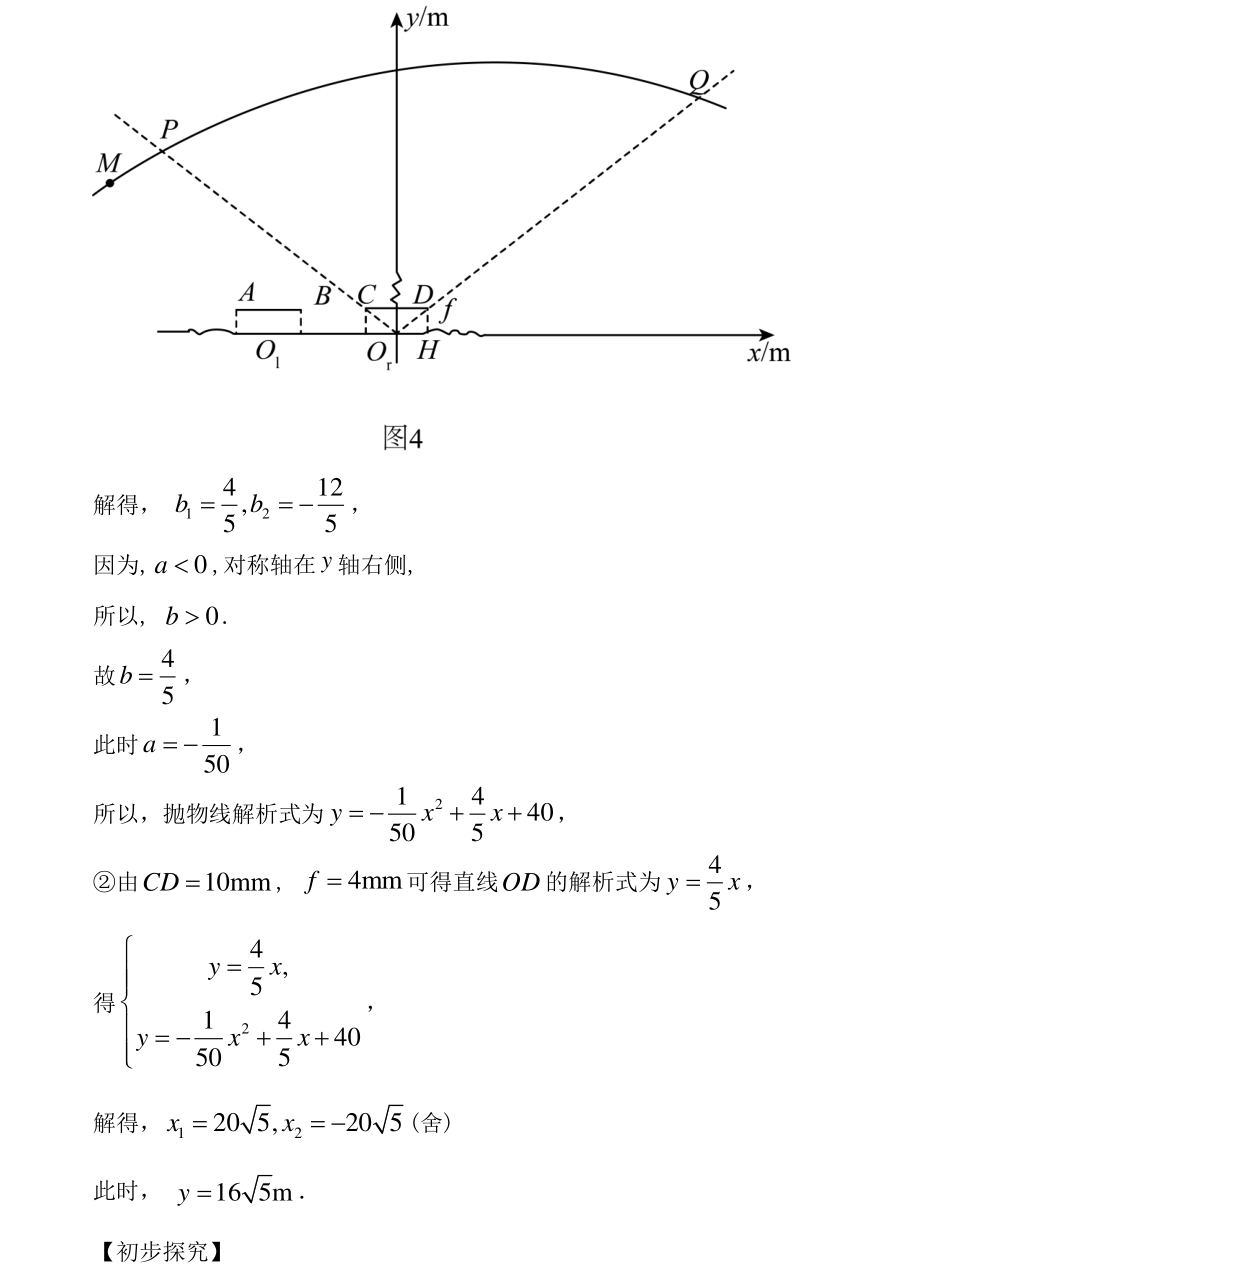 y/m
Q
P
M
A B C D f
O_l O_r H
x/m
图4
解得， b₁ = 4/5, b₂ = −12/5，
因为, a < 0, 对称轴在 y 轴右侧,
所以， b > 0.
故 b = 4/5，
此时 a = −1/50，
所以，抛物线解析式为 y = −1/50 x² + 4/5 x + 40，
②由 CD = 10mm， f = 4mm 可得直线 OD 的解析式为 y = 4/5 x，
得 { y = 4/5 x,
y = −1/50 x² + 4/5 x + 40 ，
解得， x₁ = 20√5, x₂ = −20√5 (舍)
此时， y = 16√5m．
【初步探究】